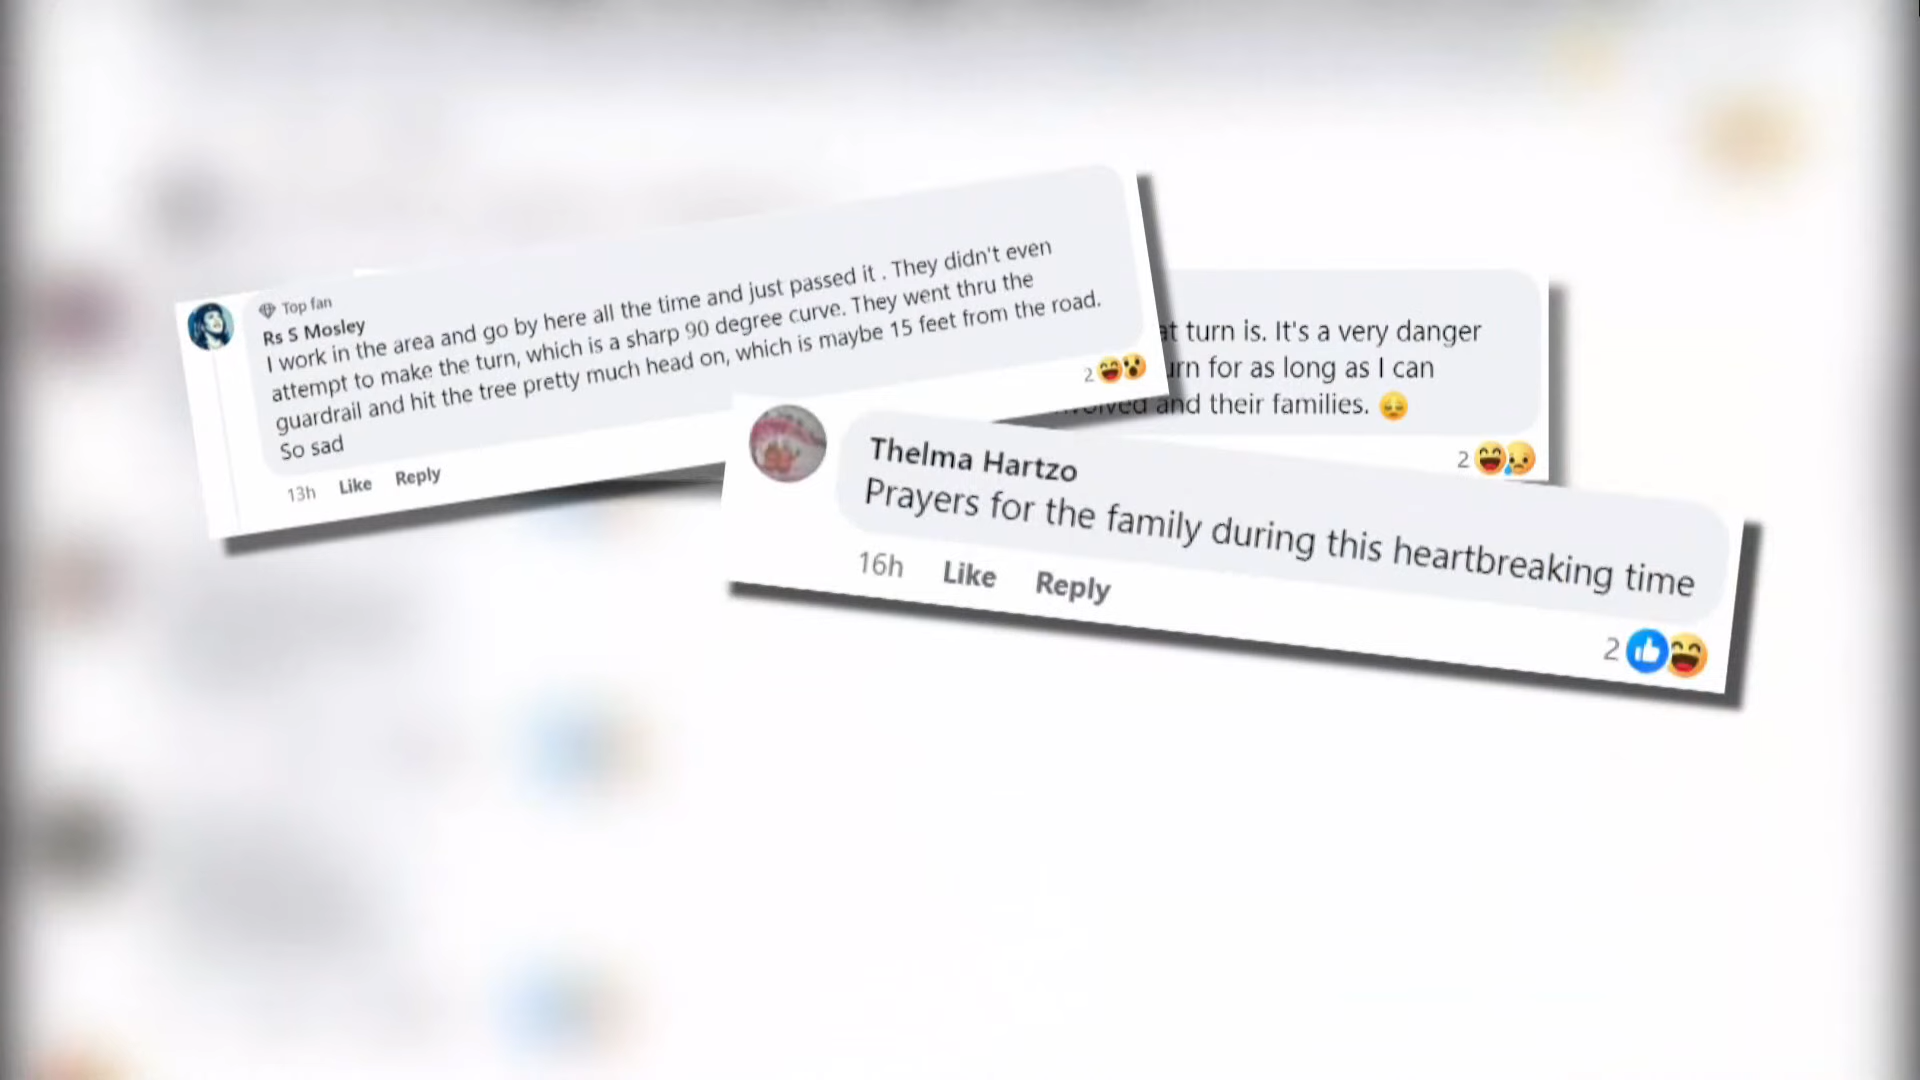 Top fan
Rs S Mosley
I work in the area and go by here all the time and just passed it . They didn't even
attempt to make the turn, which is a sharp 90 degree curve. They went thru the
guardrail and hit the tree pretty much head on, which is maybe 15 feet from the road.
So sad
2
13h Like Reply
turn is. It's a very danger
for as long as I can
and their families. 😔
2
Thelma Hartzo
Prayers for the family during this heartbreaking time
16h Like Reply
2